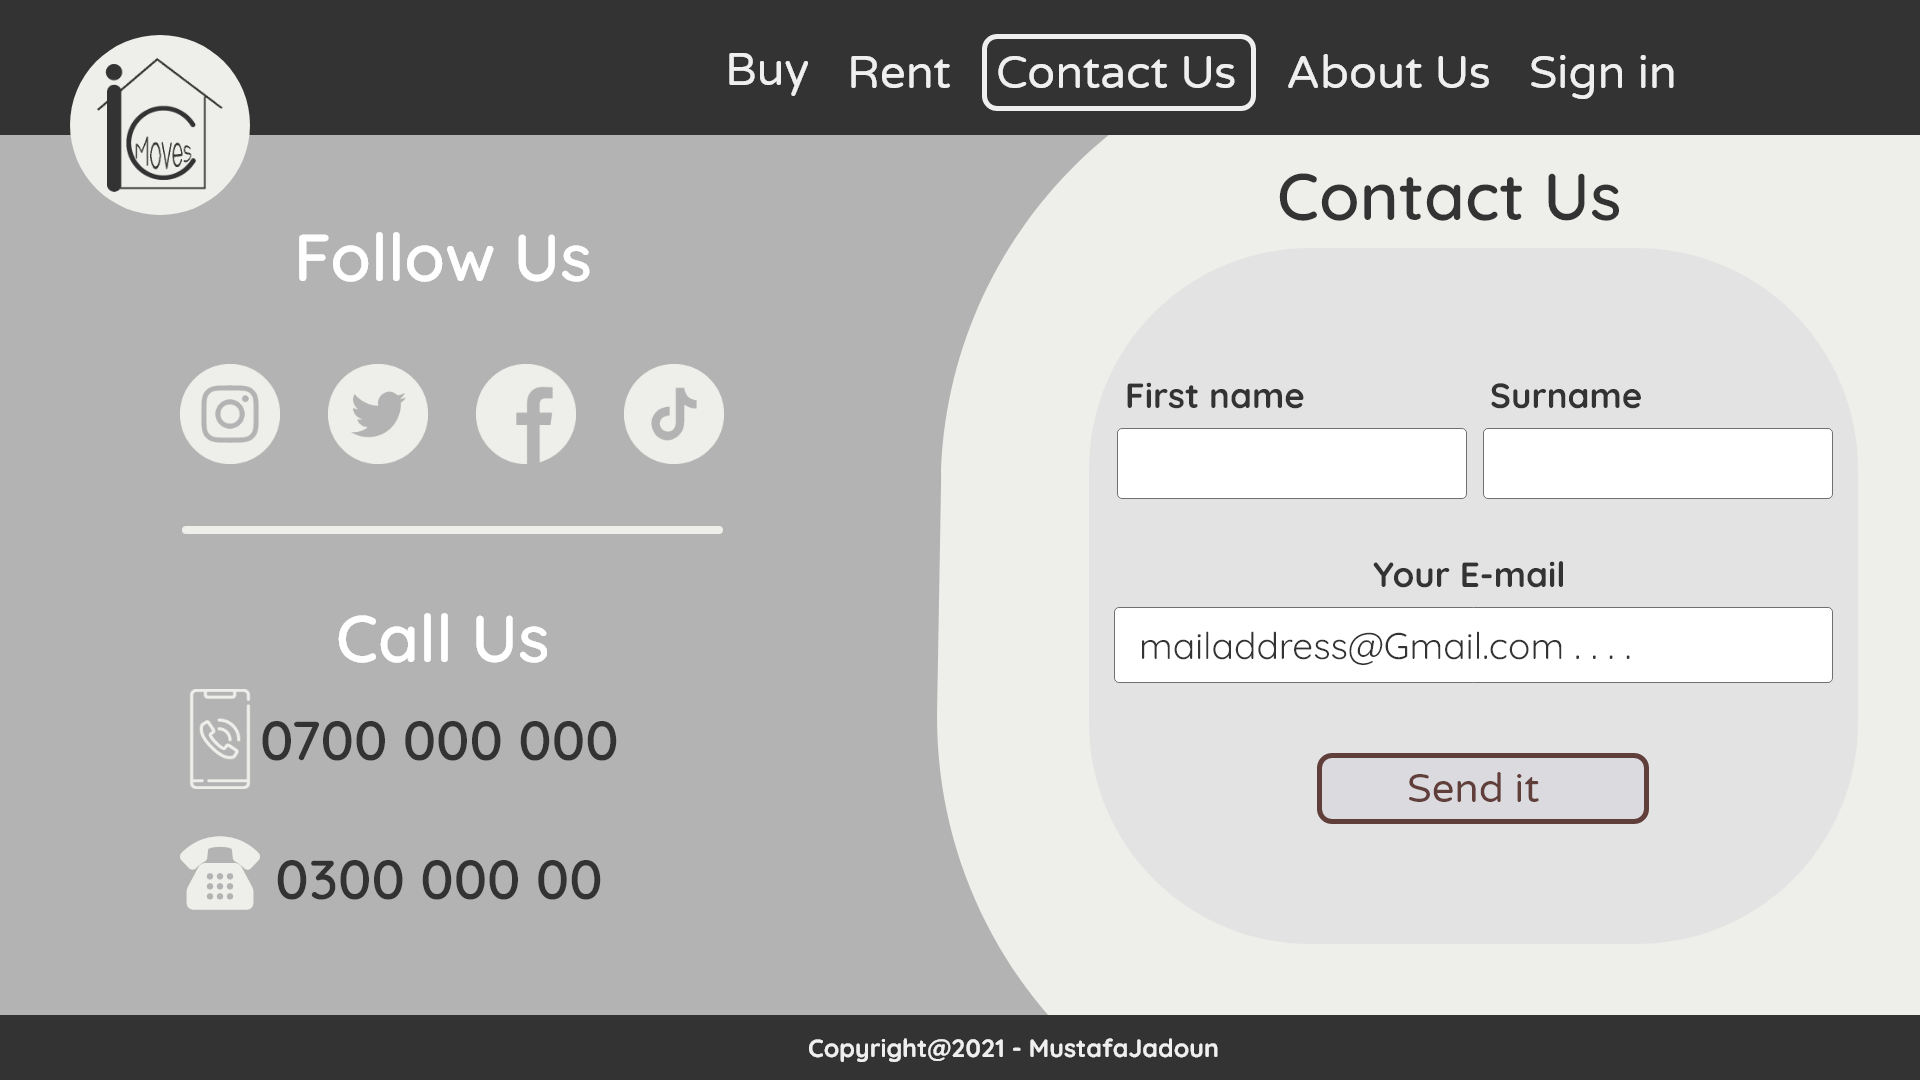 ic Moves
Buy Rent Contact Us About Us Sign in
Follow Us
Call Us
0700 000 000
0300 000 00
Contact Us
First name Surname
Your E-mail
mailaddress@Gmail.com . . . .
Send it
Copyright@2021 - MustafaJadoun